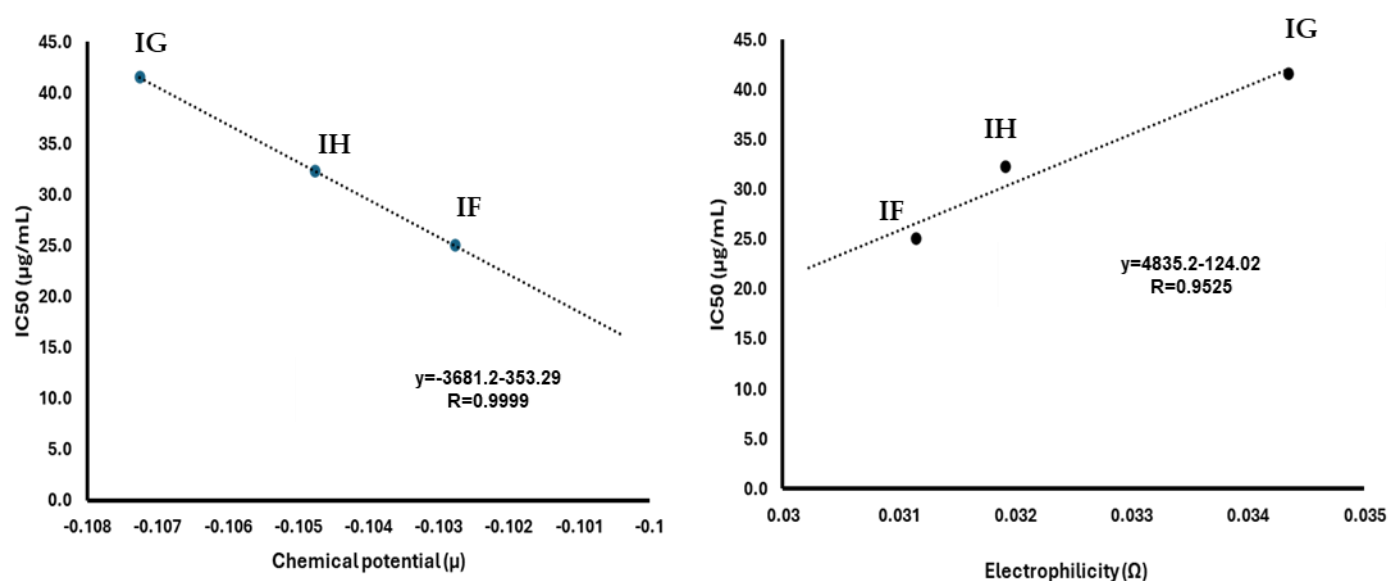 45.0
40.0
35.0
30.0
25.0
20.0
15.0
10.0
5.0
0.0
IC50 (µg/mL)
IG
IH
IF
y=-3681.2-353.29
R=0.9999
-0.108 -0.107 -0.106 -0.105 -0.104 -0.103 -0.102 -0.101 -0.1
Chemical potential (µ)
45.0
40.0
35.0
30.0
25.0
20.0
15.0
10.0
5.0
0.0
IC50 (µg/mL)
IG
IH
IF
y=4835.2-124.02
R=0.9525
0.03 0.031 0.032 0.033 0.034 0.035
Electrophilicity (Ω)